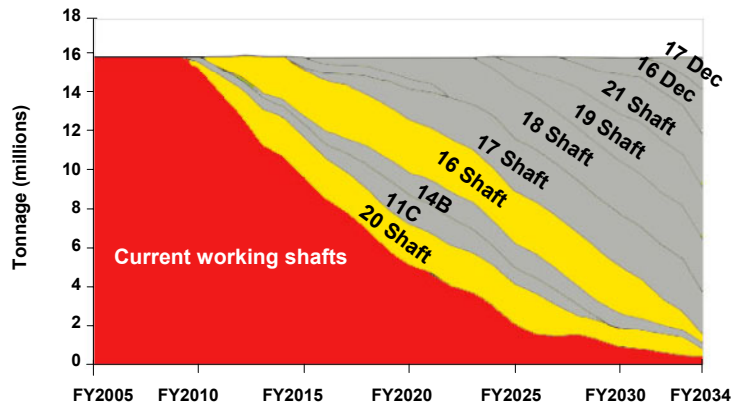 18
16
14
12
10
8
6
4
2
0
Tonnage (millions)
17 Dec
16 Dec
21 Shaft
19 Shaft
18 Shaft
17 Shaft
16 Shaft
14B
11C
20 Shaft
Current working shafts
FY2005 FY2010 FY2015 FY2020 FY2025 FY2030 FY2034